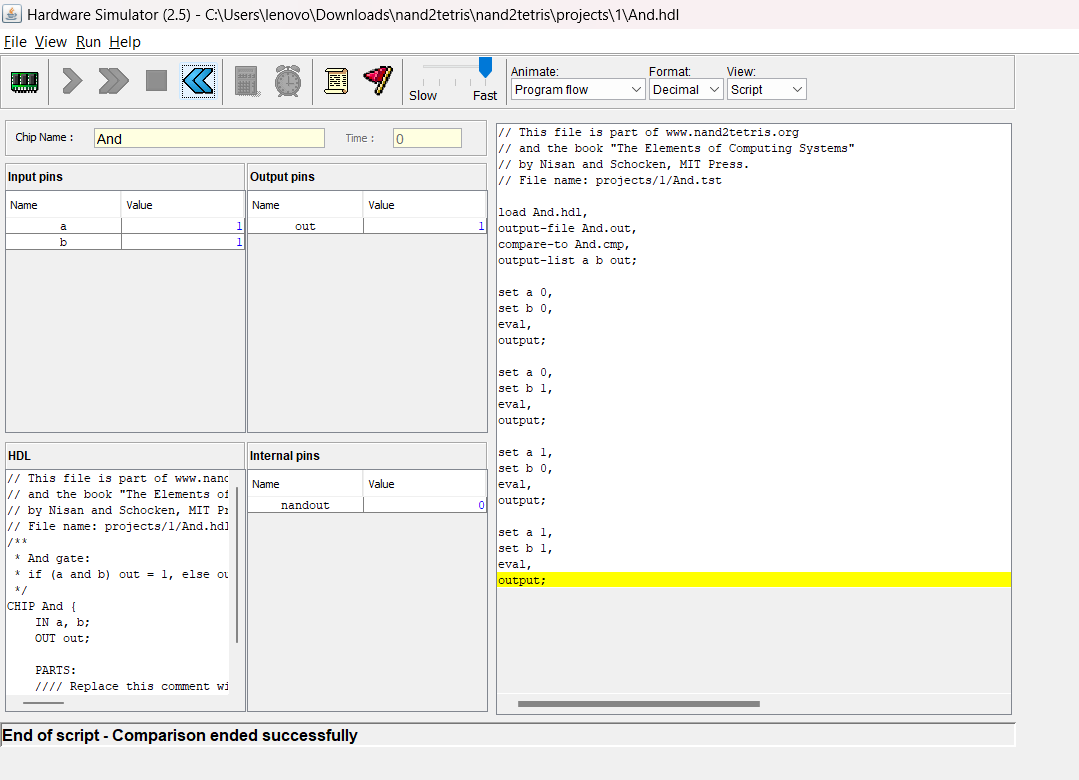 Hardware Simulator (2.5) - C:\Users\lenovo\Downloads\nand2tetris\nand2tetris\projects\1\And.hdl
File View Run Help
Slow Fast
Animate: Format: View:
Program flow Decimal Script
Chip Name : And Time : 0
Input pins
Name Value
a 1
b 1
Output pins
Name Value
out 1
HDL
// This file is part of www.nand
// and the book "The Elements of
// by Nisan and Schocken, MIT Pr
// File name: projects/1/And.hdl
/**
* And gate:
* if (a and b) out = 1, else ou
*/
CHIP And {
IN a, b;
OUT out;
PARTS:
//// Replace this comment wi
Internal pins
Name Value
nandout 0
// This file is part of www.nand2tetris.org
// and the book "The Elements of Computing Systems"
// by Nisan and Schocken, MIT Press.
// File name: projects/1/And.tst
load And.hdl,
output-file And.out,
compare-to And.cmp,
output-list a b out;
set a 0,
set b 0,
eval,
output;
set a 0,
set b 1,
eval,
output;
set a 1,
set b 0,
eval,
output;
set a 1,
set b 1,
eval,
output;
End of script - Comparison ended successfully